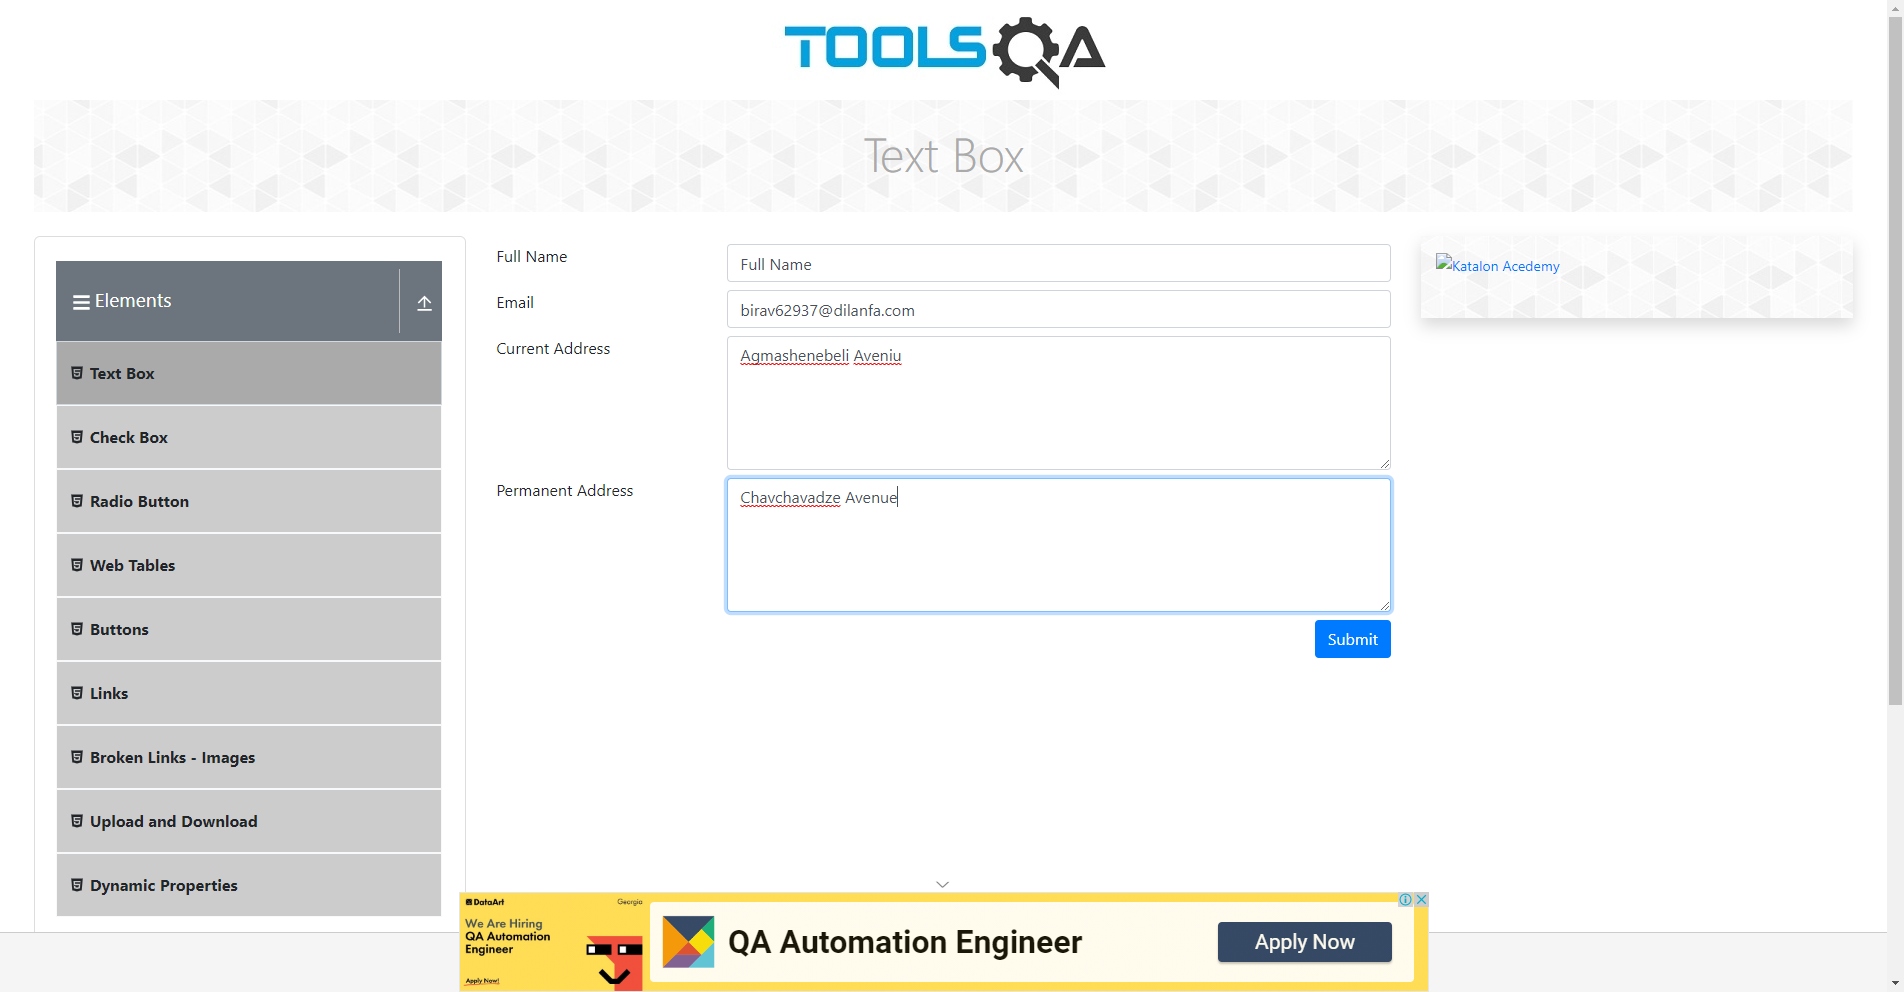 TOOLSQA
Text Box
Elements
Text Box
Check Box
Radio Button
Web Tables
Buttons
Links
Broken Links - Images
Upload and Download
Dynamic Properties
Full Name
Full Name
Email
birav62937@dilanfa.com
Current Address
Agmashenebeli Aveniu
Permanent Address
Chavchavadze Avenue
Submit
Katalon Acedemy
DataArt
Georgia
We Are Hiring
QA Automation
Engineer
Apply Now!
QA Automation Engineer
Apply Now